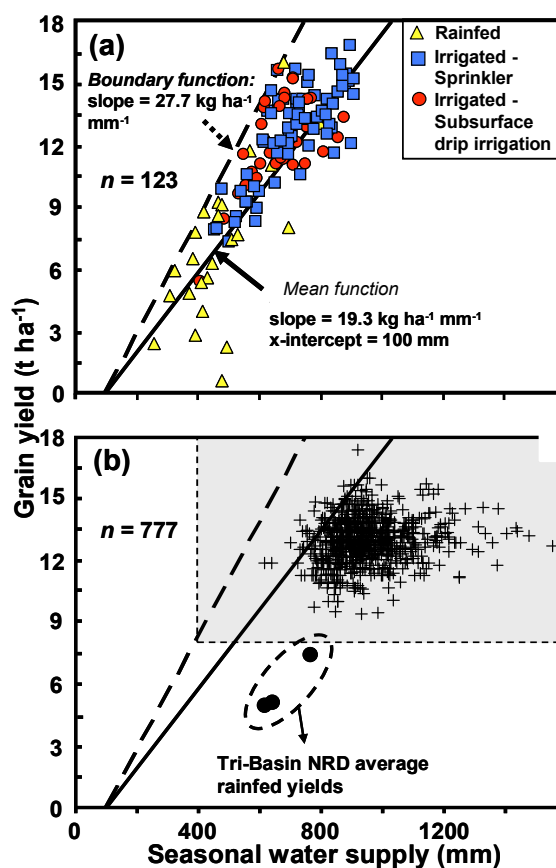 (a)
Boundary function:
slope = 27.7 kg ha-1
mm-1
n = 123
Rainfed
Irrigated -
Sprinkler
Irrigated -
Subsurface
drip irrigation
Mean function
slope = 19.3 kg ha-1 mm-1
x-intercept = 100 mm
18
15
12
9
6
3
0
Grain yield (t ha-1)
(b)
n = 777
18
15
12
9
6
3
0
Tri-Basin NRD average
rainfed yields
0
400
800
1200
Seasonal water supply (mm)